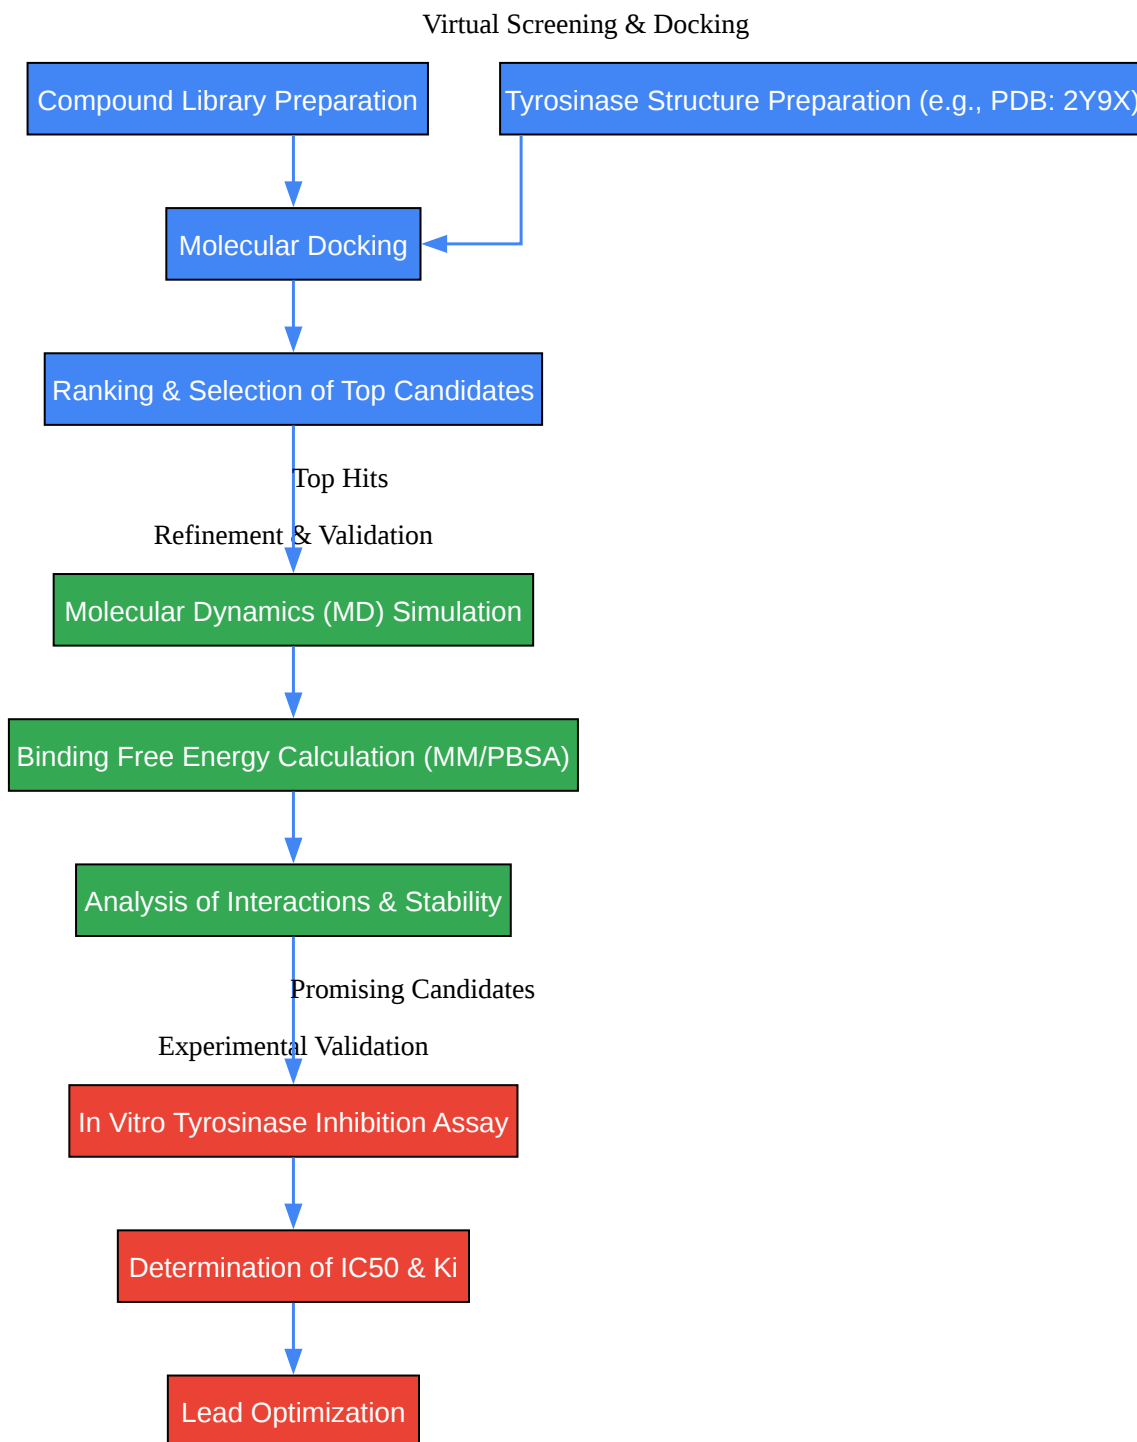 Virtual Screening & Docking
Compound Library Preparation
Tyrosinase Structure Preparation (e.g., PDB: 2Y9X)
Molecular Docking
Ranking & Selection of Top Candidates
Top Hits
Refinement & Validation
Molecular Dynamics (MD) Simulation
Binding Free Energy Calculation (MM/PBSA)
Analysis of Interactions & Stability
Promising Candidates
Experimental Validation
In Vitro Tyrosinase Inhibition Assay
Determination of IC50 & Ki
Lead Optimization